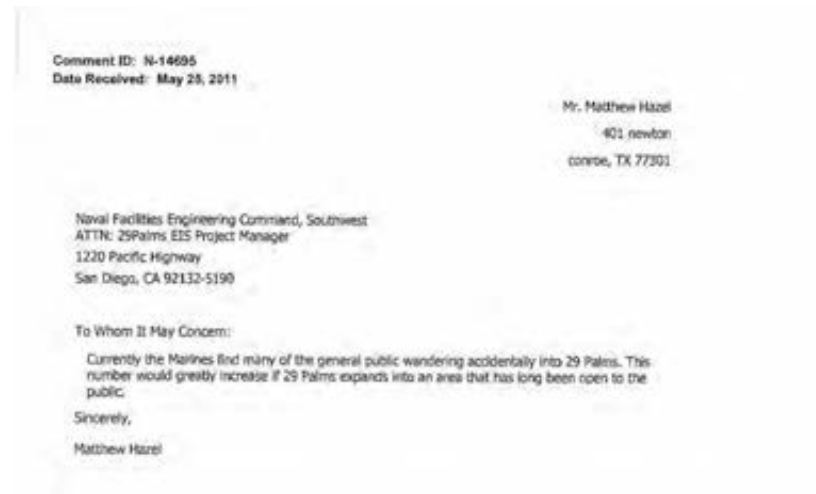 Comment ID: N-14695
Date Received: May 25, 2011
Mr. Matthew Hazel
401 newton
conroe, TX 77301
Naval Facilities Engineering Command, Southwest
ATTN: 29Palms EIS Project Manager
1220 Pacific Highway
San Diego, CA 92132-5190
To Whom It May Concern:
Currently the Marines find many of the general public wandering accidentally into 29 Palms. This
number would greatly increase if 29 Palms expands into an area that has long been open to the
public.
Sincerely,
Matthew Hazel